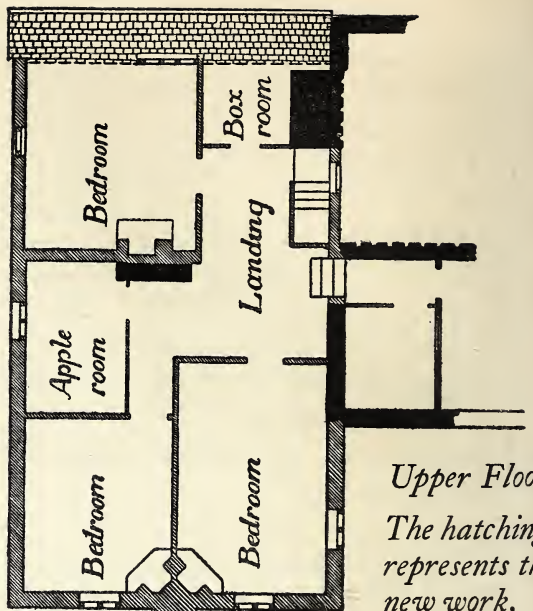 Bedroom
Box
room
Landing
Apple
room
Bedroom
Bedroom
Upper Floo
The hatching
represents th
new work.